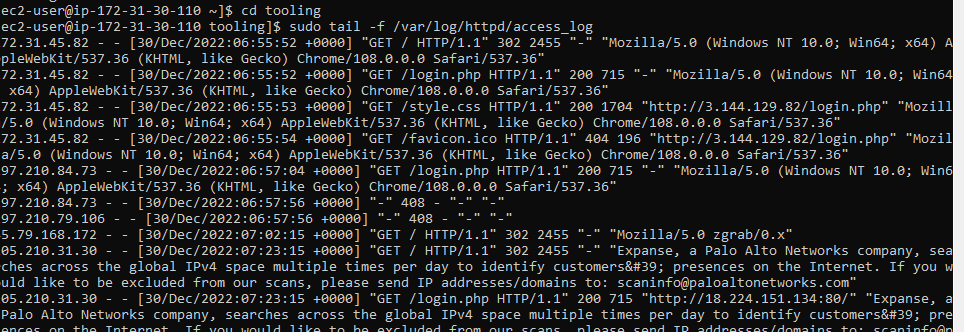 ec2-user@ip-172-31-30-110 ~]$ cd tooling
ec2-user@ip-172-31-30-110 tooling]$ sudo tail -f /var/log/httpd/access_log
72.31.45.82 - - [30/Dec/2022:06:55:52 +0000] "GET / HTTP/1.1" 302 2455 "-" "Mozilla/5.0 (Windows NT 10.0; Win64; x64) A
ppleWebKit/537.36 (KHTML, like Gecko) Chrome/108.0.0.0 Safari/537.36"
72.31.45.82 - - [30/Dec/2022:06:55:52 +0000] "GET /login.php HTTP/1.1" 200 715 "-" "Mozilla/5.0 (Windows NT 10.0; Win64
 x64) AppleWebKit/537.36 (KHTML, like Gecko) Chrome/108.0.0.0 Safari/537.36"
72.31.45.82 - - [30/Dec/2022:06:55:53 +0000] "GET /style.css HTTP/1.1" 200 1704 "http://3.144.129.82/login.php" "Mozill
/5.0 (Windows NT 10.0; Win64; x64) AppleWebKit/537.36 (KHTML, like Gecko) Chrome/108.0.0.0 Safari/537.36"
72.31.45.82 - - [30/Dec/2022:06:55:54 +0000] "GET /favicon.ico HTTP/1.1" 404 196 "http://3.144.129.82/login.php" "Mozil
a/5.0 (Windows NT 10.0; Win64; x64) AppleWebKit/537.36 (KHTML, like Gecko) Chrome/108.0.0.0 Safari/537.36"
97.210.84.73 - - [30/Dec/2022:06:57:04 +0000] "GET /login.php HTTP/1.1" 200 715 "-" "Mozilla/5.0 (Windows NT 10.0; Win6
; x64) AppleWebKit/537.36 (KHTML, like Gecko) Chrome/108.0.0.0 Safari/537.36"
97.210.84.73 - - [30/Dec/2022:06:57:56 +0000] "-" 408 - "-" "-"
97.210.79.106 - - [30/Dec/2022:06:57:56 +0000] "-" 408 - "-" "-"
5.79.168.172 - - [30/Dec/2022:07:02:15 +0000] "GET / HTTP/1.1" 302 2455 "-" "Mozilla/5.0 zgrab/0.x"
05.210.31.30 - - [30/Dec/2022:07:23:15 +0000] "GET / HTTP/1.1" 302 2455 "-" "Expanse, a Palo Alto Networks company, sea
ches across the global IPv4 space multiple times per day to identify customers&#39; presences on the Internet. If you w
uld like to be excluded from our scans, please send IP addresses/domains to: scaninfo@paloaltonetworks.com"
05.210.31.30 - - [30/Dec/2022:07:23:15 +0000] "GET /login.php HTTP/1.1" 200 715 "http://18.224.151.134:80/" "Expanse, a
Palo Alto Networks company, searches across the global IPv4 space multiple times per day to identify customers&#39; pre
ences on the Internet. If you would like to be excluded from our scans, please send IP addresses/domains to: scaninfo@p